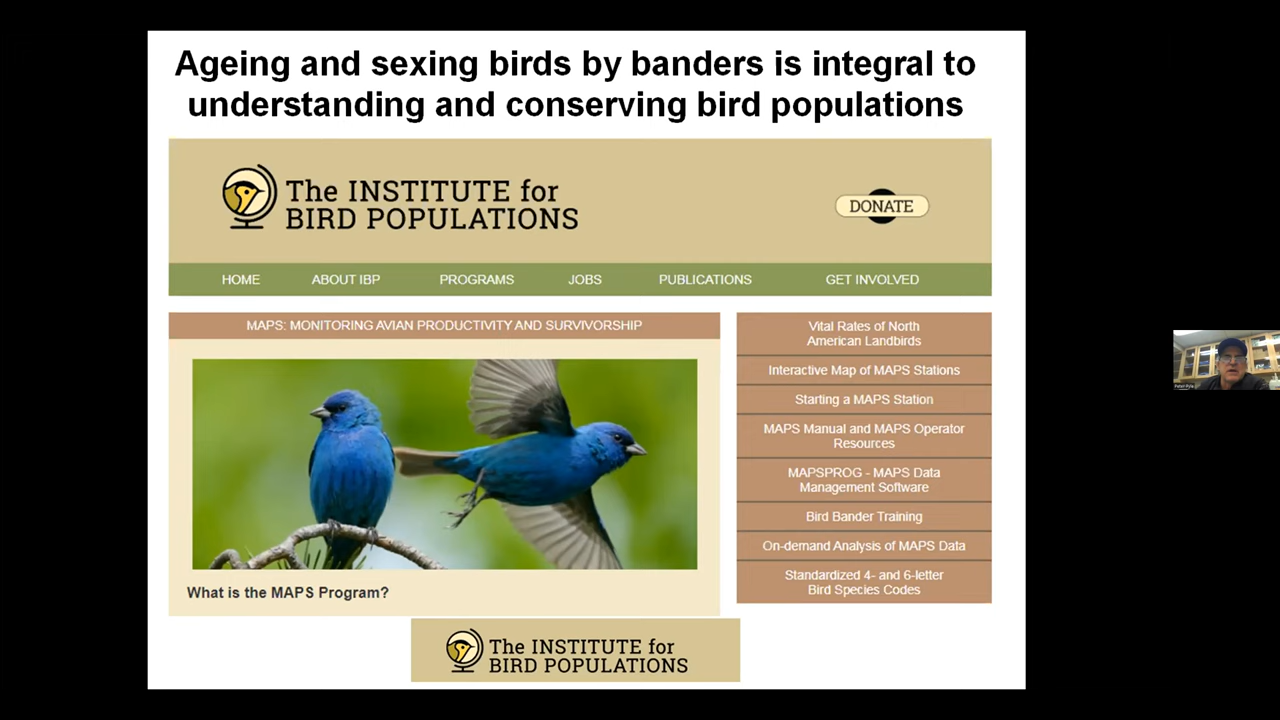 Ageing and sexing birds by banders is integral to
understanding and conserving bird populations
The INSTITUTE for
BIRD POPULATIONS
DONATE
HOME
ABOUT IBP
PROGRAMS
JOBS
PUBLICATIONS
GET INVOLVED
MAPS: MONITORING AVIAN PRODUCTIVITY AND SURVIVORSHIP
What is the MAPS Program?
Vital Rates of North
American Landbirds
Interactive Map of MAPS Stations
Starting a MAPS Station
MAPS Manual and MAPS Operator
Resources
MAPSPROG - MAPS Data
Management Software
Bird Bander Training
On-demand Analysis of MAPS Data
Standardized 4- and 6-letter
Bird Species Codes
The INSTITUTE for
BIRD POPULATIONS
Peter Pyle